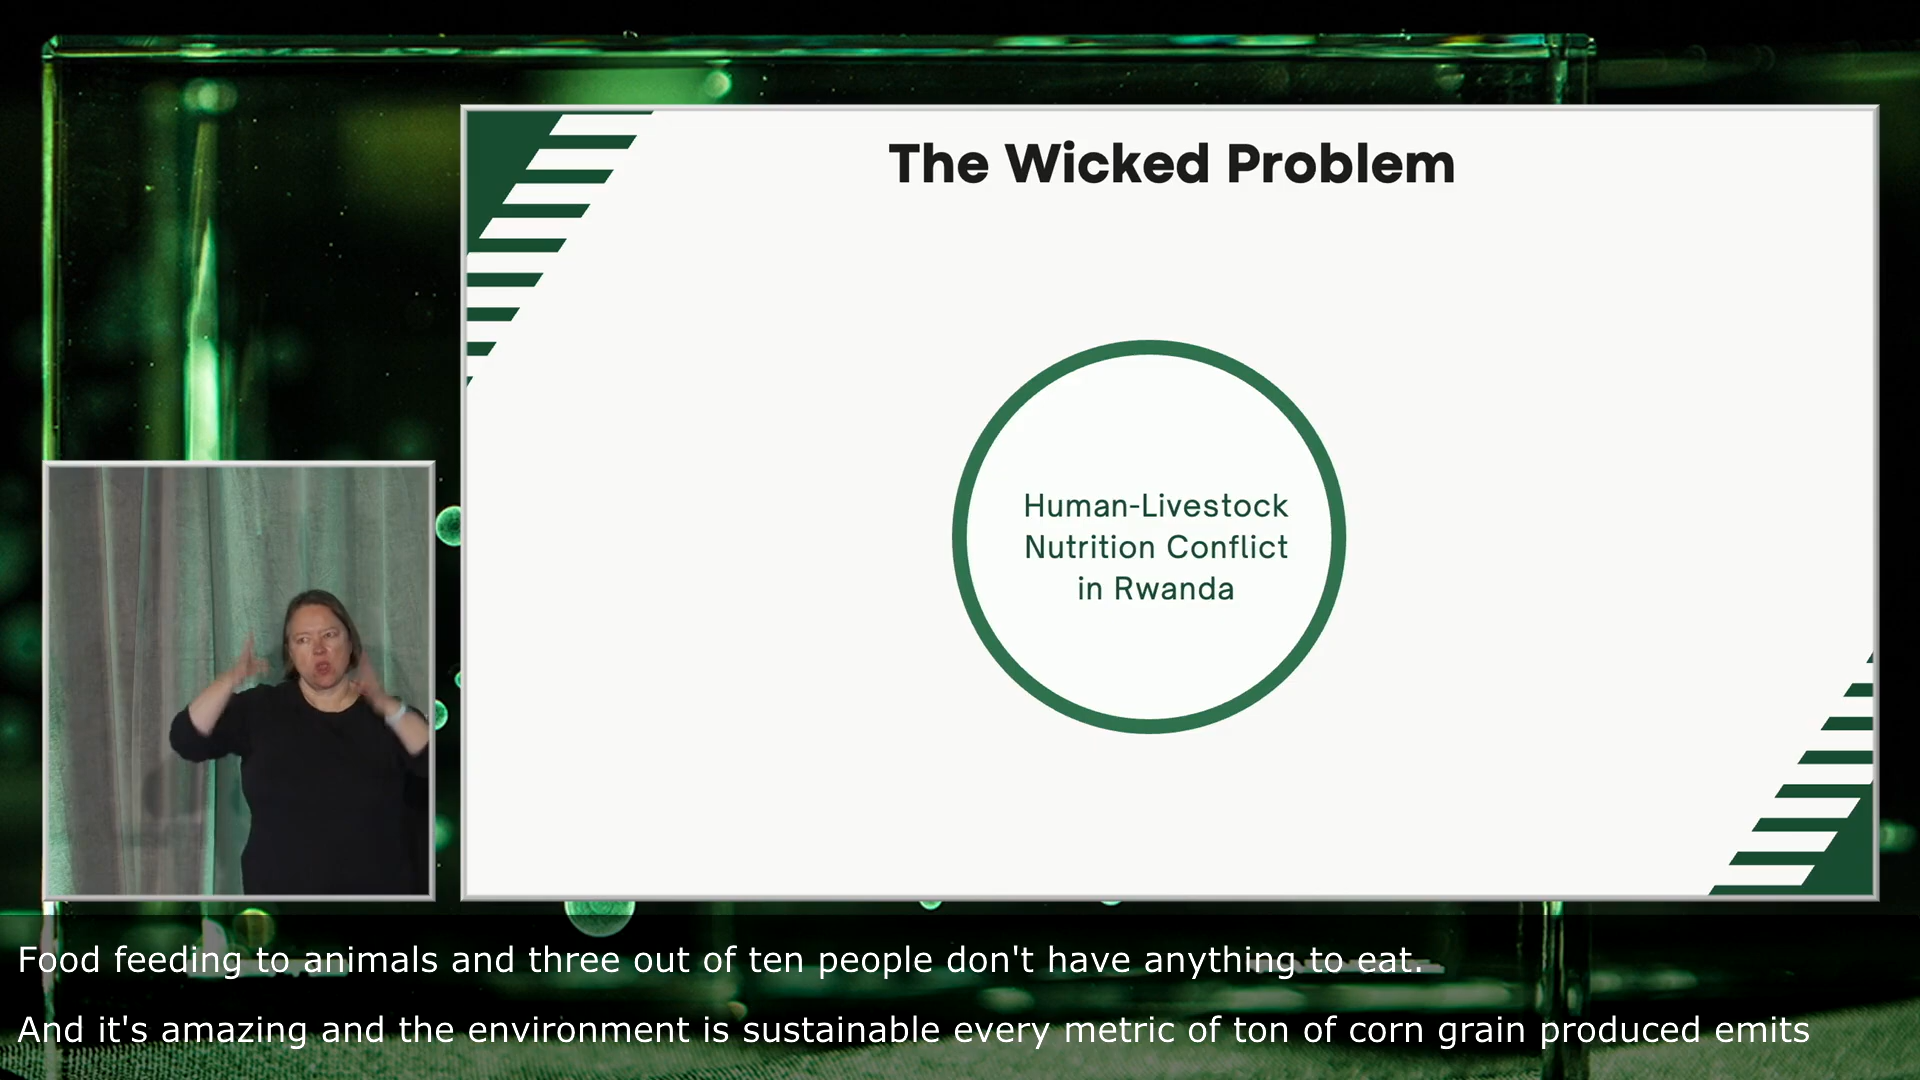 The Wicked Problem
Human-Livestock
Nutrition Conflict
in Rwanda
Food feeding to animals and three out of ten people don't have anything to eat.
And it's amazing and the environment is sustainable every metric of ton of corn grain produced emits